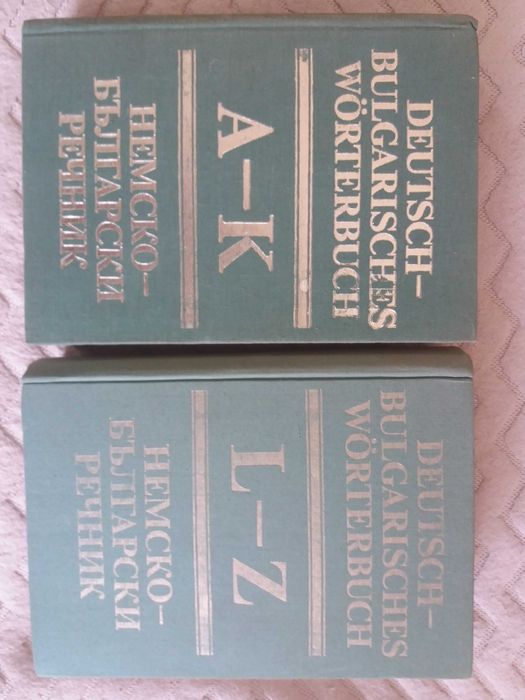 DEUTSCH–
BULGARISCHES
WÖRTERBUCH
A–K
НЕМСКО–
БЪЛГАРСКИ
РЕЧНИК
DEUTSCH–
BULGARISCHES
WÖRTERBUCH
L–Z
НЕМСКО–
БЪЛГАРСКИ
РЕЧНИК